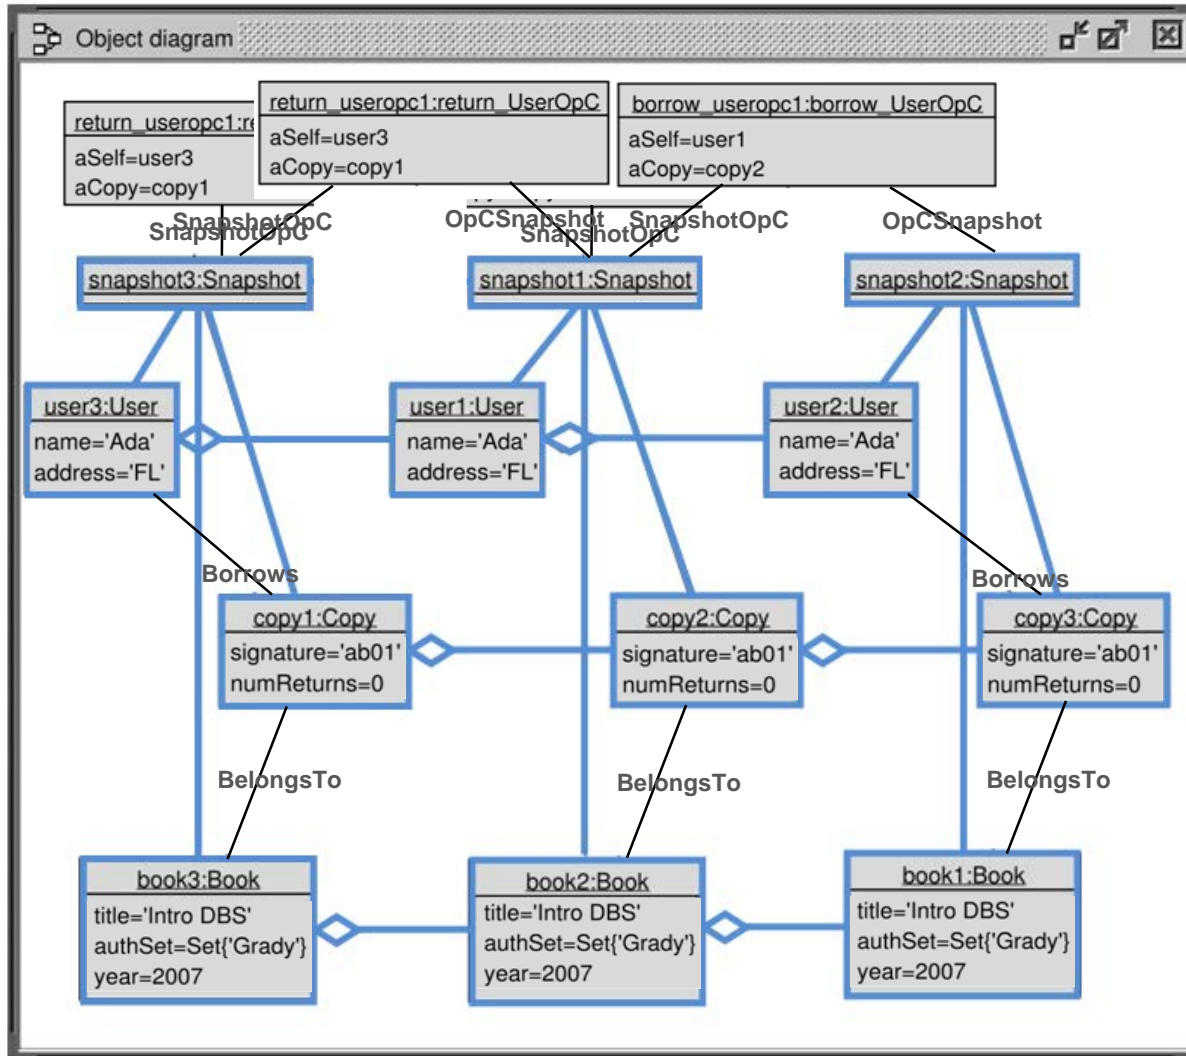 Object diagram
return_useropc1:re
aSelf=user3
aCopy=copy1
return_useropc1:return_UserOpC
aSelf=user3
aCopy=copy1
borrow_useropc1:borrow_UserOpC
aSelf=user1
aCopy=copy2
SnapshotOpC
SnapshotOpC
OpCSnapshot
SnapshotOpC
SnapshotOpC
OpCSnapshot
snapshot3:Snapshot
snapshot1:Snapshot
snapshot2:Snapshot
user3:User
name='Ada'
address='FL'
user1:User
name='Ada'
address='FL'
user2:User
name='Ada'
address='FL'
Borrows
Borrows
copy1:Copy
signature='ab01'
numReturns=0
copy2:Copy
signature='ab01'
numReturns=0
copy3:Copy
signature='ab01'
numReturns=0
BelongsTo
BelongsTo
BelongsTo
book3:Book
title='Intro DBS'
authSet=Set{'Grady'}
year=2007
book2:Book
title='Intro DBS'
authSet=Set{'Grady'}
year=2007
book1:Book
title='Intro DBS'
authSet=Set{'Grady'}
year=2007